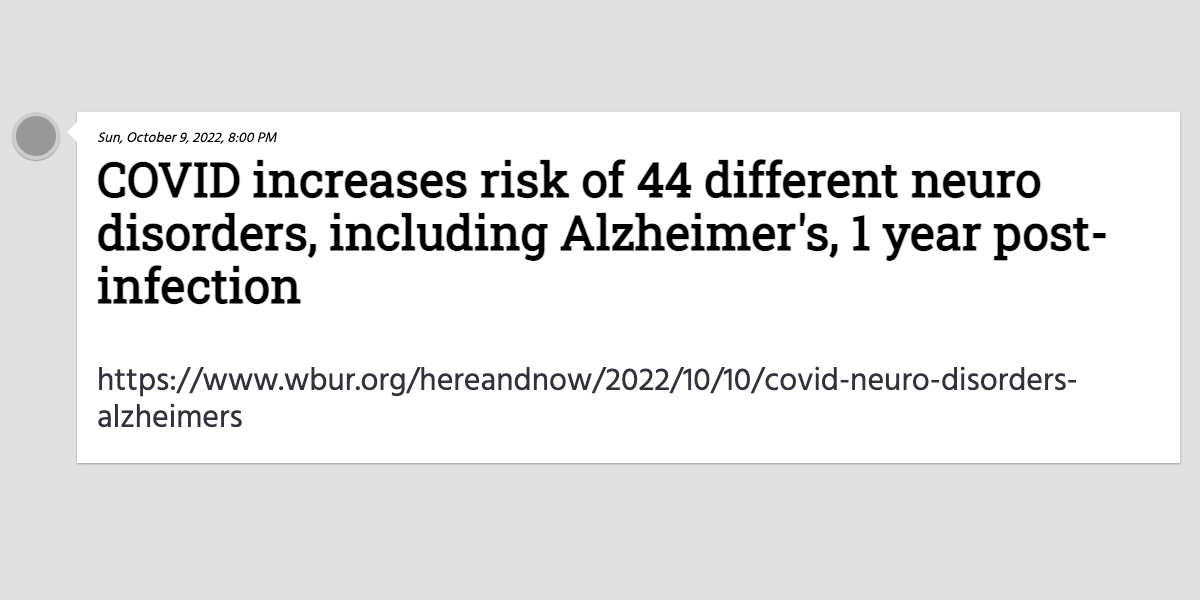 Sun, October 9, 2022, 8:00 PM
COVID increases risk of 44 different neuro
disorders, including Alzheimer's, 1 year post-
infection
https://www.wbur.org/hereandnow/2022/10/10/covid-neuro-disorders-
alzheimers